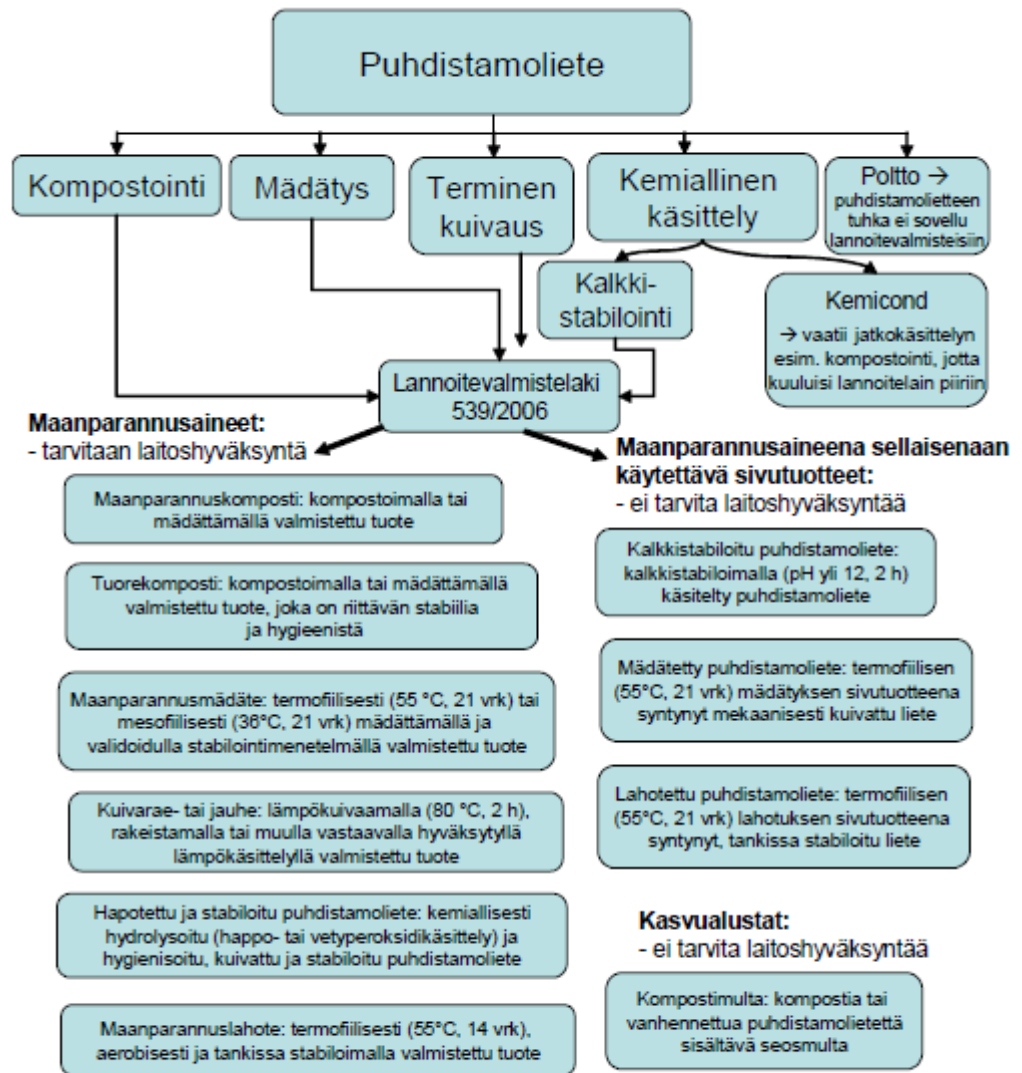 Puhdistamoliete
Kompostointi
Mädätys
Terminen
kuivaus
Kemiallinen
käsittely
Poltto →
puhdistamolietteen
tuhka ei sovellu
lannoitevalmisteisiin
Kalkki-
stabilointi
Kemicond
→ vaatii jatkokäsittelyn
esim. kompostointi, jotta
kuuluisi lannoitelain piiriin
Lannoitevalmistelaki
539/2006
Maanparannusaineet:
- tarvitaan laitoshyväksyntä
Maanparannuskomposti: kompostoimalla tai
mädättämällä valmistettu tuote
Tuorekomposti: kompostoimalla tai mädättämällä
valmistettu tuote, joka on riittävän stabiilia
ja hygieenistä
Maanparannusmädäte: termofiilisesti (55 °C, 21 vrk) tai
mesofiilisesti (36°C, 21 vrk) mädättämällä ja
validoidulla stabilointimenetelmällä valmistettu tuote
Kuivarae- tai jauhe: lämpökuivaamalla (80 °C, 2 h),
rakeistamalla tai muulla vastaavalla hyväksytyllä
lämpökäsittelyllä valmistettu tuote
Hapotettu ja stabiloitu puhdistamoliete: kemiallisesti
hydrolysoitu (happo- tai vetyperoksidikäsittely) ja
hygienisoitu, kuivattu ja stabiloitu puhdistamoliete
Maanparannuslahote: termofiilisesti (55°C, 14 vrk),
aerobisesti ja tankissa stabiloimalla valmistettu tuote
Maanparannusaineena sellaisenaan
käytettävä sivutuotteet:
- ei tarvita laitoshyväksyntää
Kalkkistabiloitu puhdistamoliete:
kalkkistabiloimalla (pH yli 12, 2 h)
käsitelty puhdistamoliete
Mädätetty puhdistamoliete: termofiilisen
(55°C, 21 vrk) mädätyksen sivutuotteena
syntynyt mekaanisesti kuivattu liete
Lahotettu puhdistamoliete: termofiilisen
(55°C, 21 vrk) lahotuksen sivutuotteena
syntynyt, tankissa stabiloitu liete
Kasvualustat:
- ei tarvita laitoshyväksyntää
Kompostimulta: kompostia tai
vanhennettua puhdistamolietettä
sisältävä seosmulta